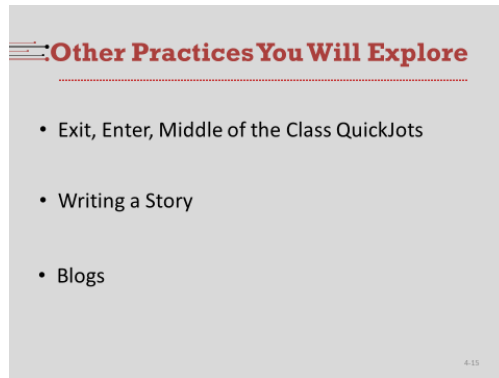 Other Practices You Will Explore
• Exit, Enter, Middle of the Class QuickJots
• Writing a Story
• Blogs
4-15